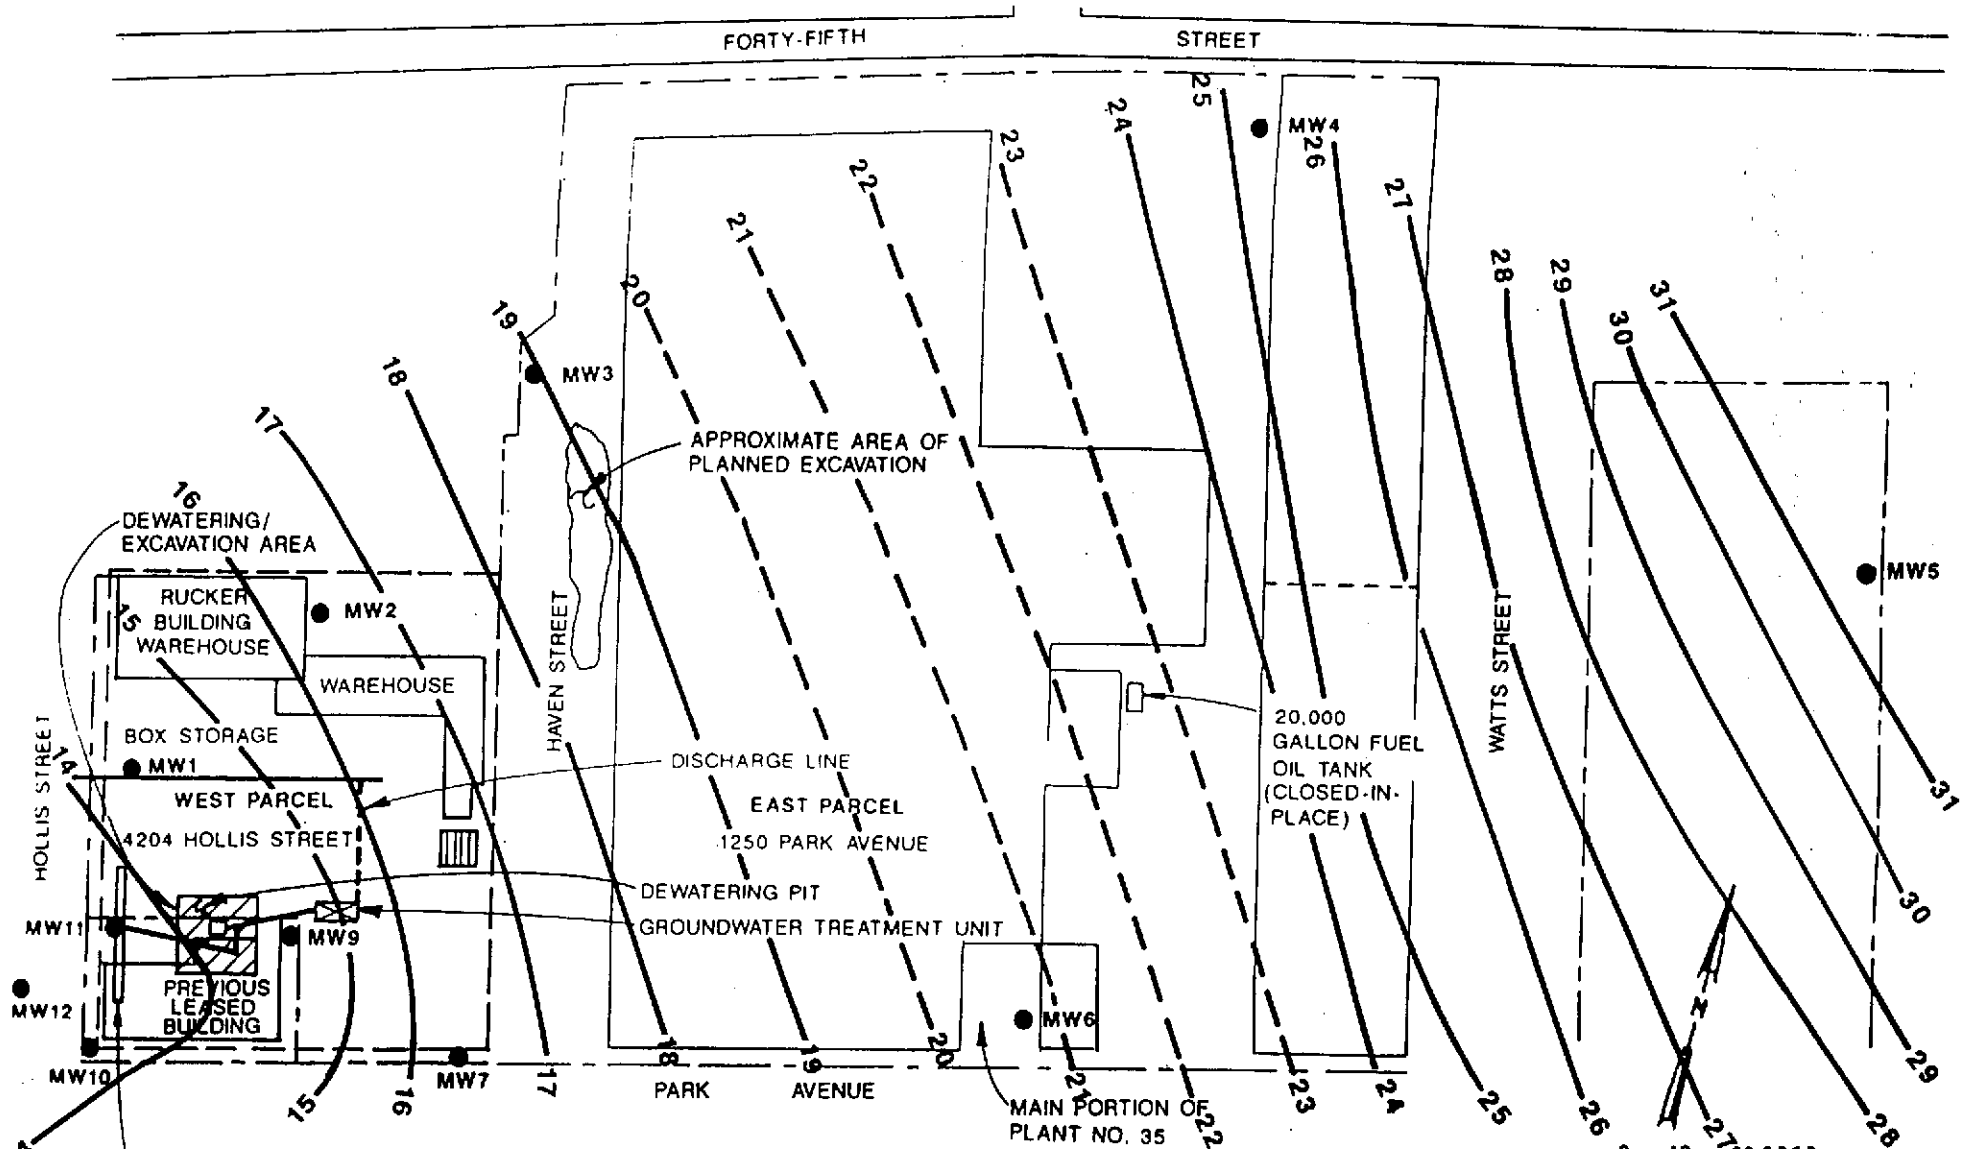 FORTY-FIFTH STREET
25
24
MW4
23
26
22
27
21
28
29
20
31
19
30
18
MW3
17
APPROXIMATE AREA OF
PLANNED EXCAVATION
16
DEWATERING/
EXCAVATION AREA
MW5
RUCKER
BUILDING
WAREHOUSE
15
MW2
HAVEN STREET
WATTS STREET
WAREHOUSE
20,000
GALLON FUEL
OIL TANK
(CLOSED-IN-
PLACE)
HOLLIS STREET
BOX STORAGE
14
MW1
DISCHARGE LINE
WEST PARCEL
4204 HOLLIS STREET
EAST PARCEL
1250 PARK AVENUE
31
DEWATERING PIT
GROUNDWATER TREATMENT UNIT
30
MW11
MW9
MW12
PREVIOUS
LEASED
BUILDING
MW6
MW10
MW7
15
16
17
18
19
20
21
22
23
24
25
26
27
28
29
PARK AVENUE
MAIN PORTION OF
PLANT NO. 35
N